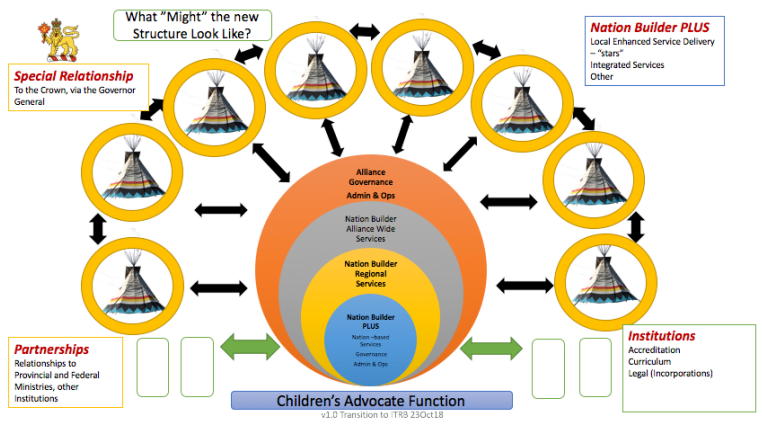 What ”Might” the new
Structure Look Like?
Nation Builder PLUS
Local Enhanced Service Delivery
– “stars”
Integrated Services
Other
Special Relationship
To the Crown, via the Governor
General
Alliance
Governance
Admin & Ops
Nation Builder
Alliance Wide
Services
Nation Builder
Regional
Services
Nation Builder
PLUS
Nation –based
Services
Governance
Admin & Ops
Partnerships
Relationships to
Provincial and Federal
Ministries, other
Institutions
Institutions
Accreditation
Curriculum
Legal (Incorporations)
Children’s Advocate Function
v1.0 Transition to ITRB 23Oct18